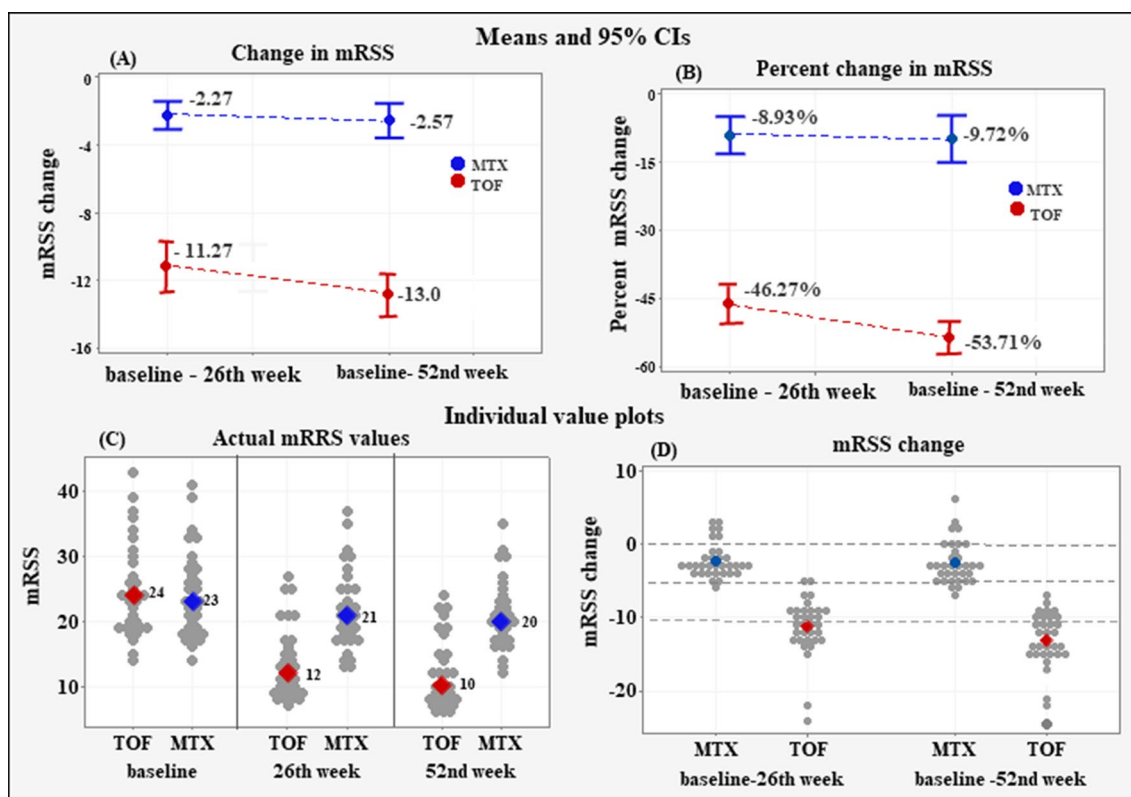 Means and 95% CIs
(A)
Change in mRSS
mRSS change
0
-4
-8
-12
-16
-2.27
-2.57
MTX
TOF
- 11.27
-13.0
baseline - 26th week
baseline- 52nd week
(B)
Percent change in mRSS
Percent mRSS change
0
-15
-30
-45
-60
-8.93%
-9.72%
MTX
TOF
-46.27%
-53.71%
baseline - 26th week
baseline - 52nd week
Individual value plots
(C)
Actual mRRS values
mRSS
40
30
20
10
24
23
12
21
10
20
TOF MTX TOF MTX TOF MTX
baseline 26th week 52nd week
(D)
mRSS change
mRSS change
10
0
-10
-20
MTX TOF MTX TOF
baseline-26th week baseline -52nd week